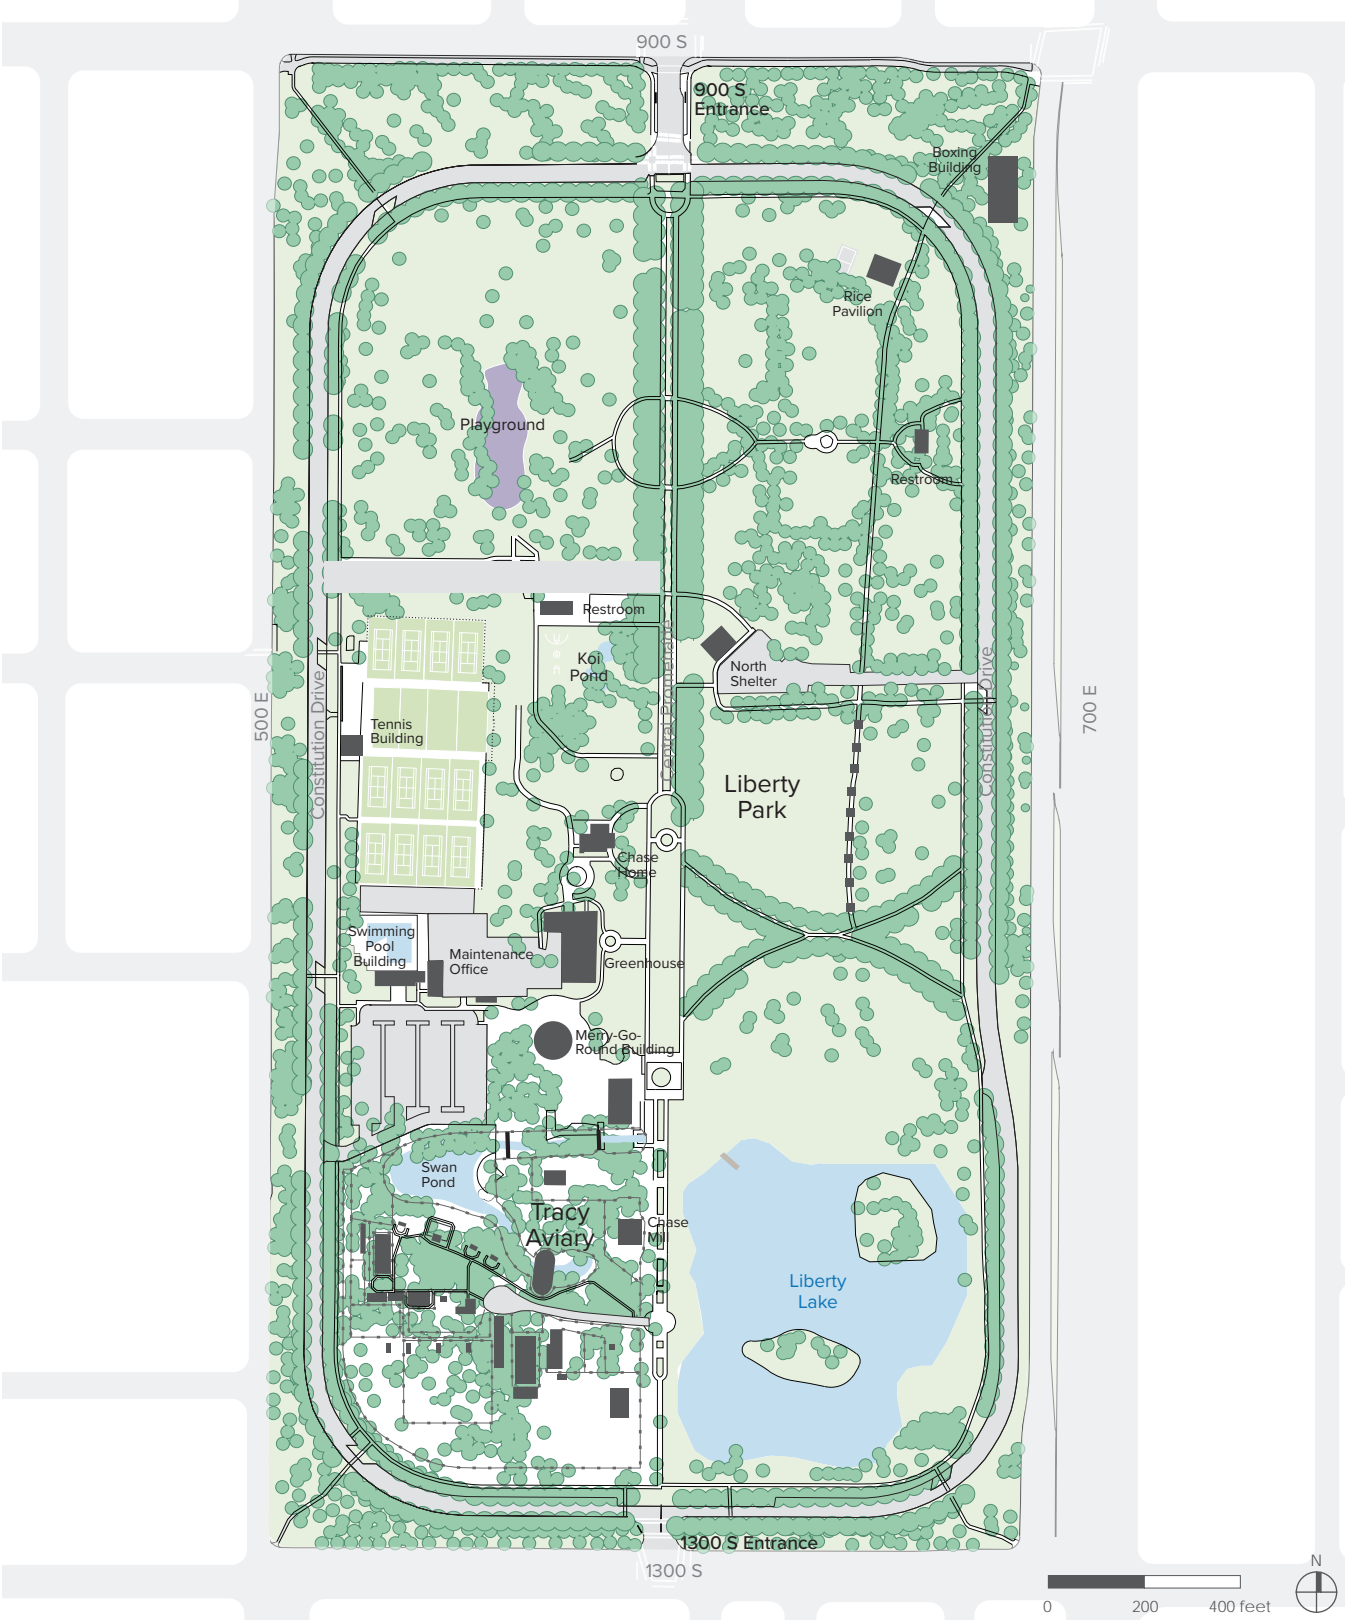 900 S
900 S
Entrance
Boxing
Building
Rice
Pavilion
Playground
Restroom
Restroom
Koi
Pond
North
Shelter
Central Promenade
Constitution Drive
Constitution Drive
500 E
700 E
Tennis
Building
Liberty
Park
Chase
Home
Swimming
Pool
Building
Maintenance
Office
Greenhouse
Merry-Go-
Round Building
Swan
Pond
Tracy
Aviary
Chase
Mill
Liberty
Lake
1300 S Entrance
1300 S
N
0 200 400 feet